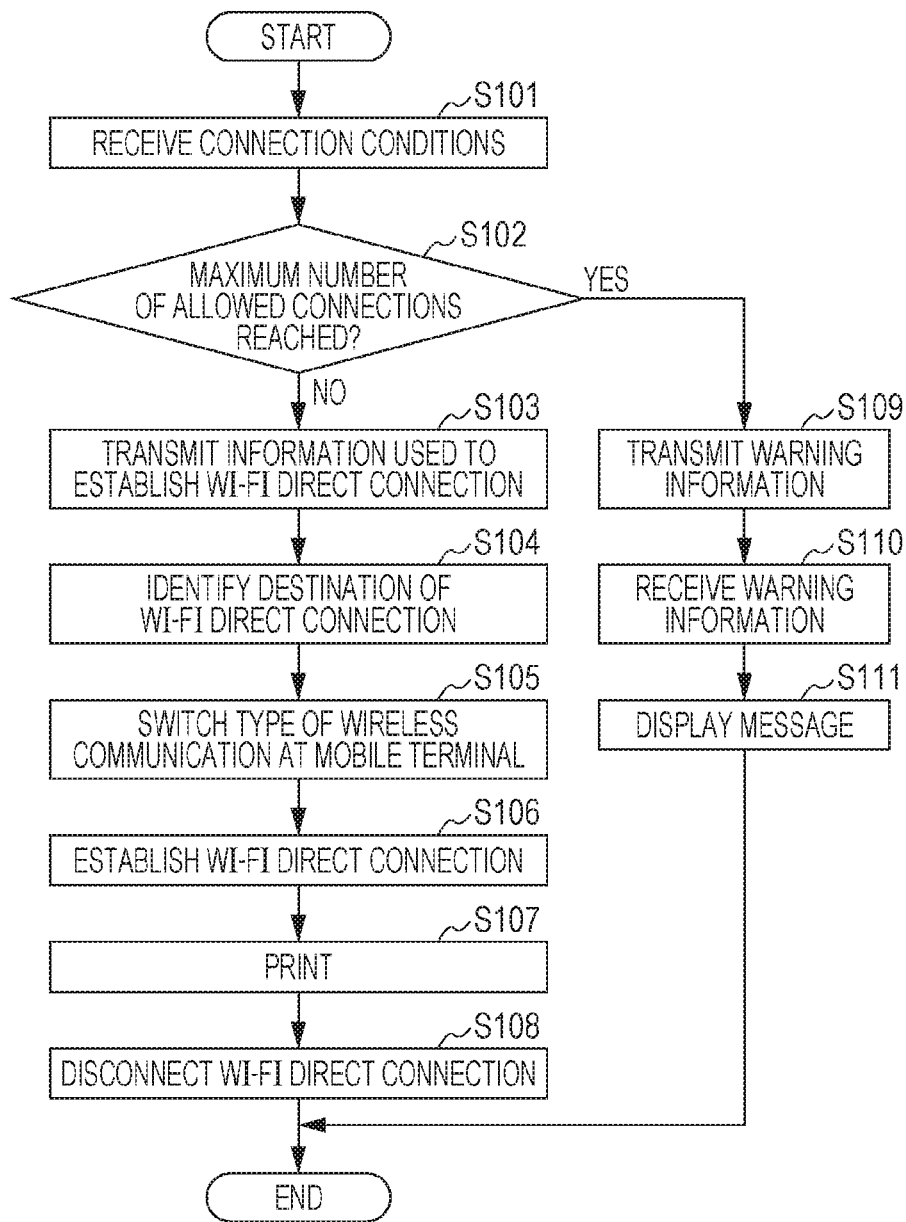 START
S101
RECEIVE CONNECTION CONDITIONS
S102
MAXIMUM NUMBER
OF ALLOWED CONNECTIONS
REACHED?
YES
NO
S103
TRANSMIT INFORMATION USED TO
ESTABLISH WI-FI DIRECT CONNECTION
S104
IDENTIFY DESTINATION OF
WI-FI DIRECT CONNECTION
S105
SWITCH TYPE OF WIRELESS
COMMUNICATION AT MOBILE TERMINAL
S106
ESTABLISH WI-FI DIRECT CONNECTION
S107
PRINT
S108
DISCONNECT WI-FI DIRECT CONNECTION
S109
TRANSMIT WARNING
INFORMATION
S110
RECEIVE WARNING
INFORMATION
S111
DISPLAY MESSAGE
END